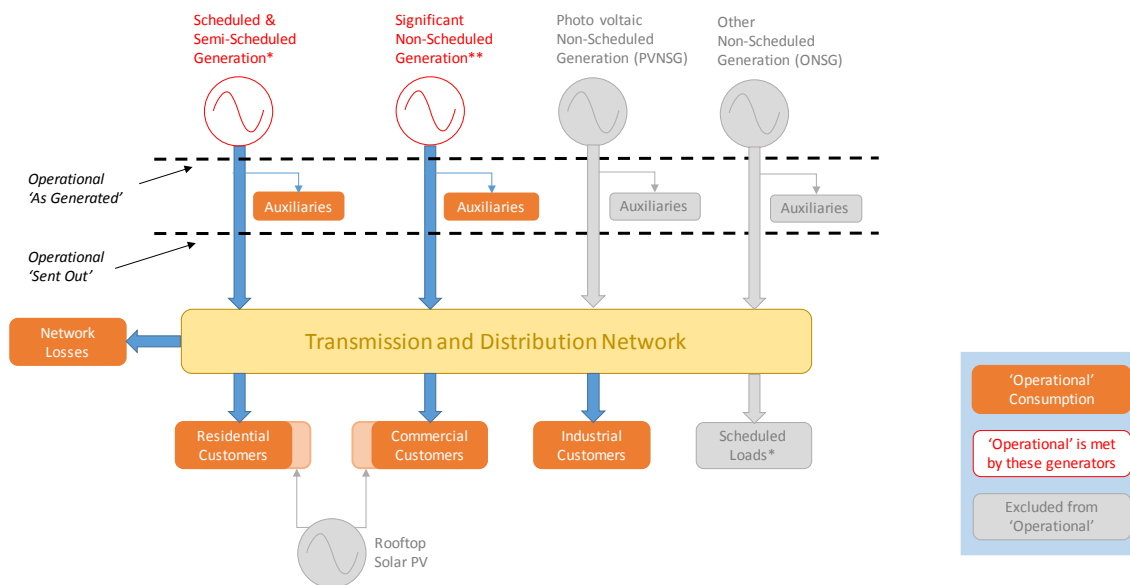 Scheduled &
Semi-Scheduled
Generation*
Significant
Non-Scheduled
Generation**
Photo voltaic
Non-Scheduled
Generation (PVNSG)
Other
Non-Scheduled
Generation (ONSG)
Operational
‘As Generated’
Auxiliaries
Auxiliaries
Auxiliaries
Auxiliaries
Operational
‘Sent Out’
Network
Losses
Transmission and Distribution Network
Residential
Customers
Commercial
Customers
Industrial
Customers
Scheduled
Loads*
Rooftop
Solar PV
‘Operational’
Consumption
‘Operational’ is met
by these generators
Excluded from
‘Operational’